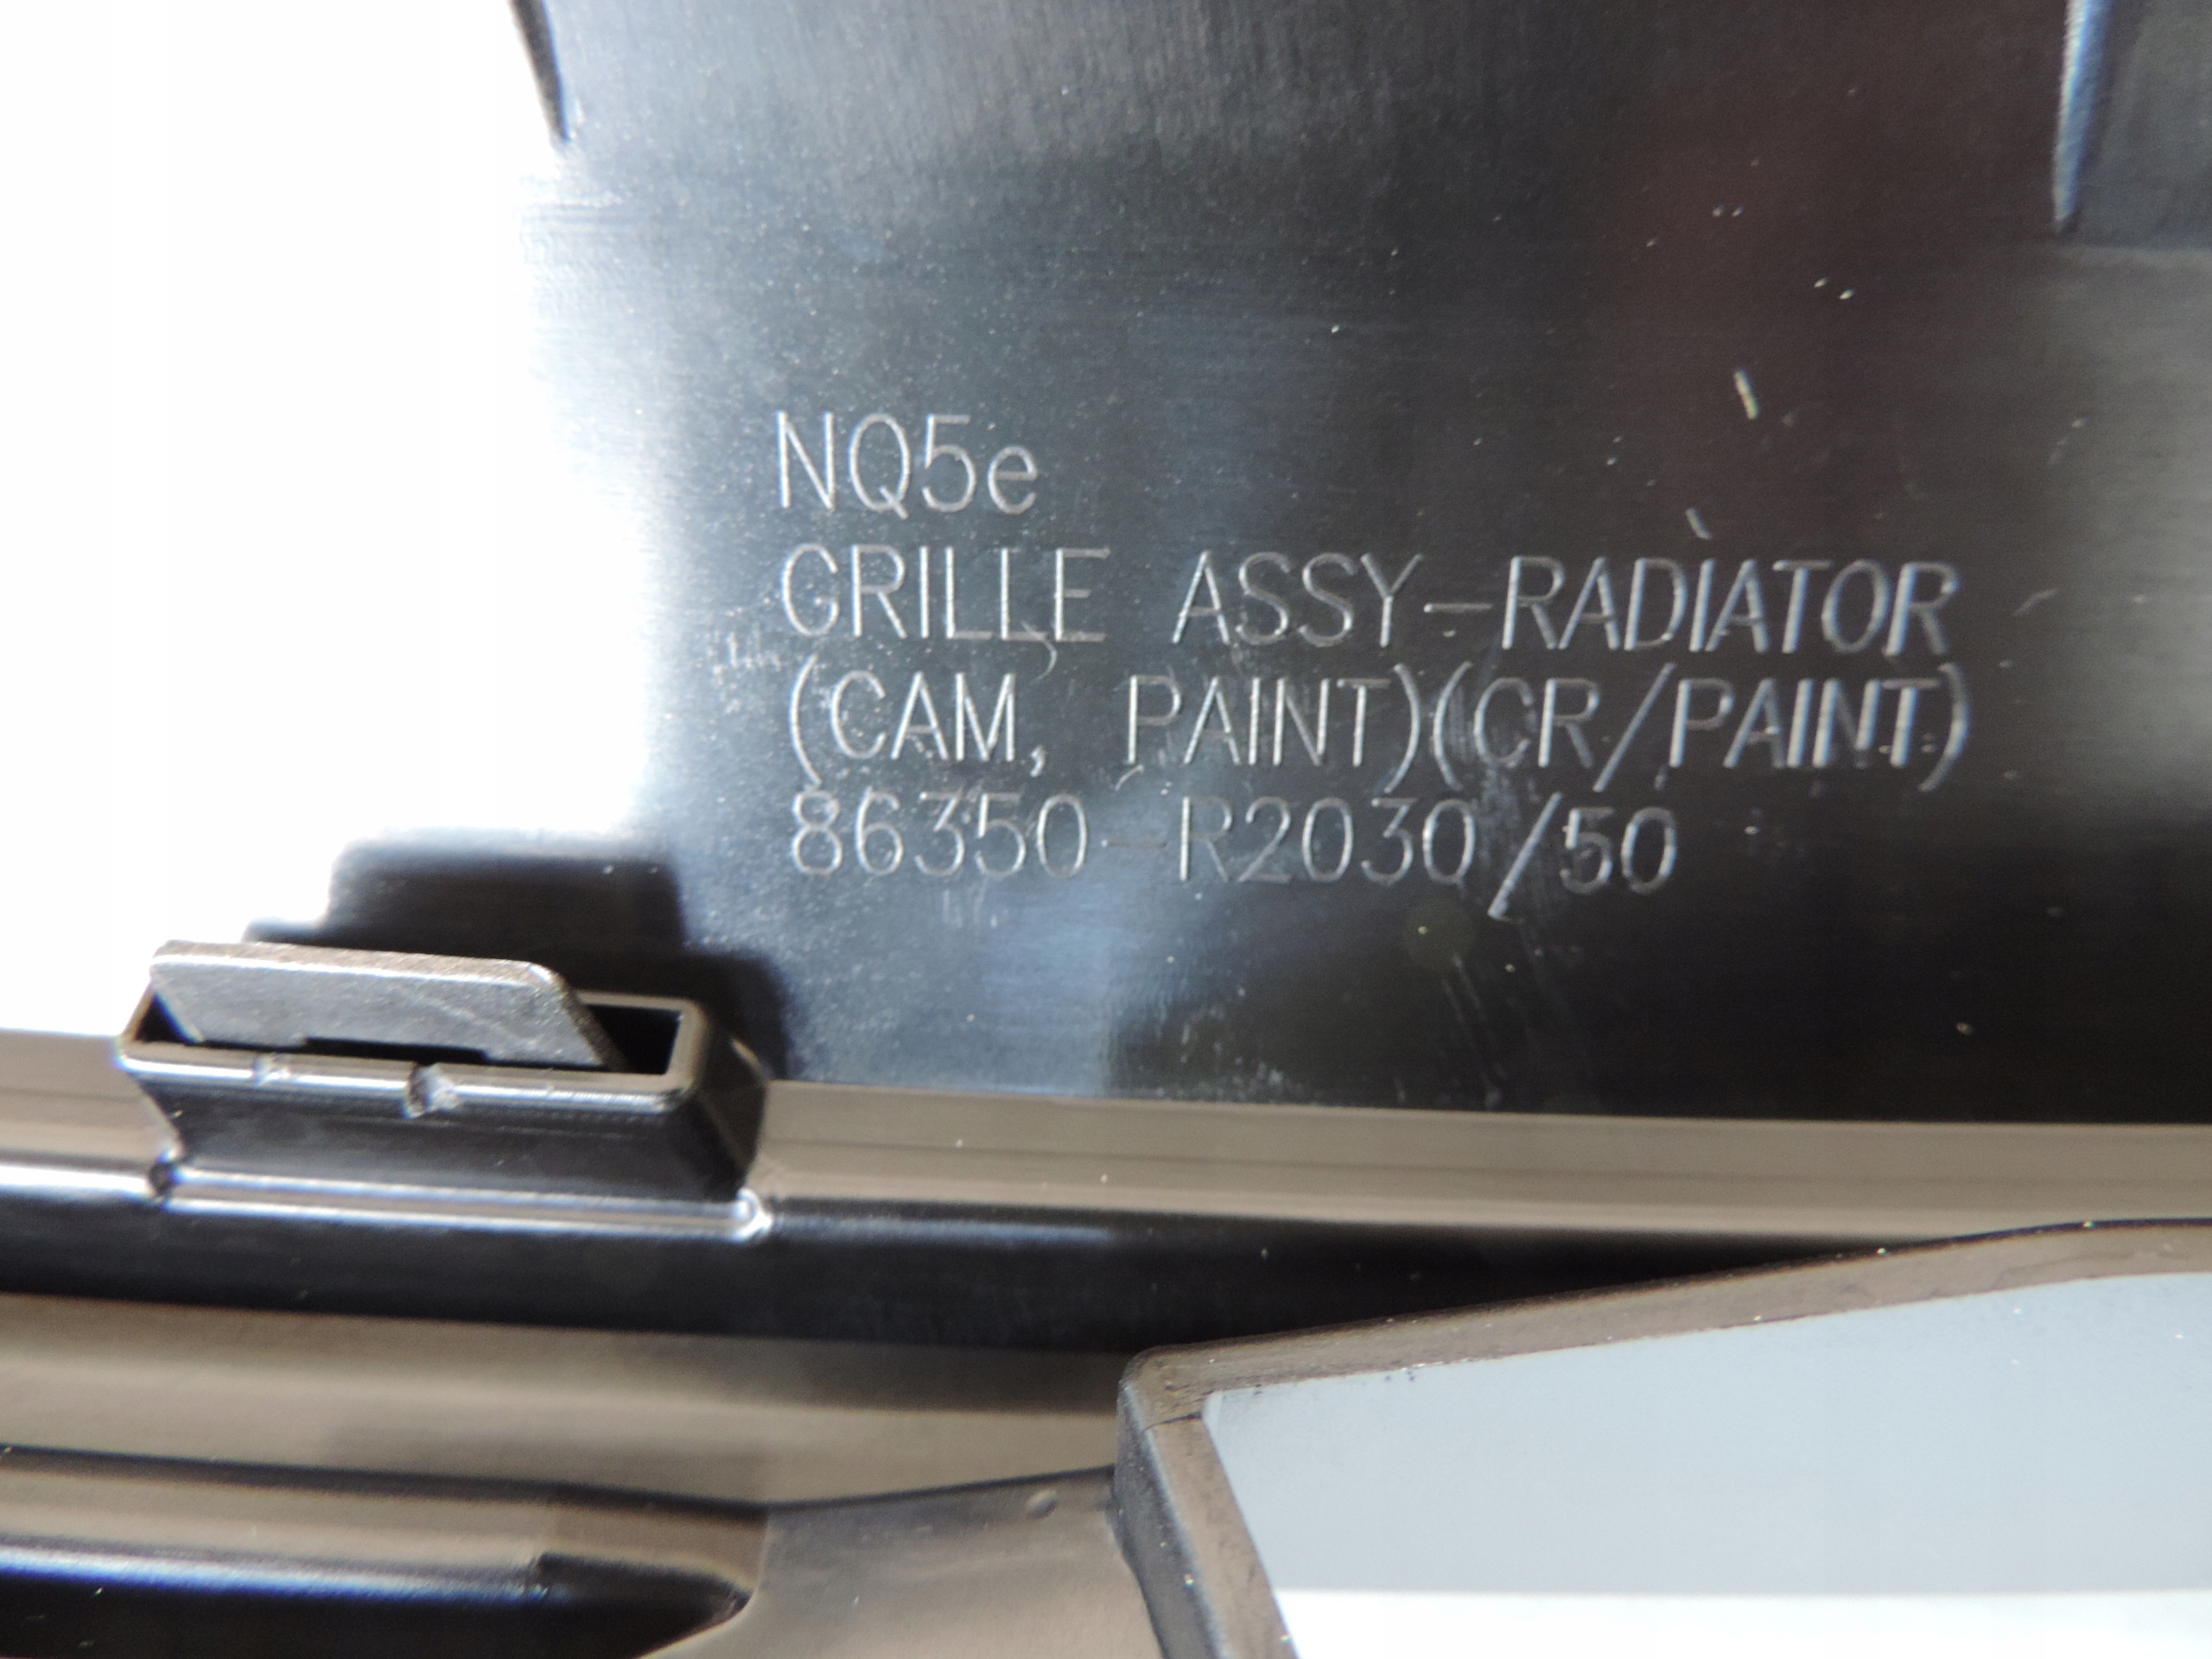 NQ5e
GRILLE ASSY-RADIATOR
(CAM, PAINT)(CR/PAINT)
86350-R2030/50